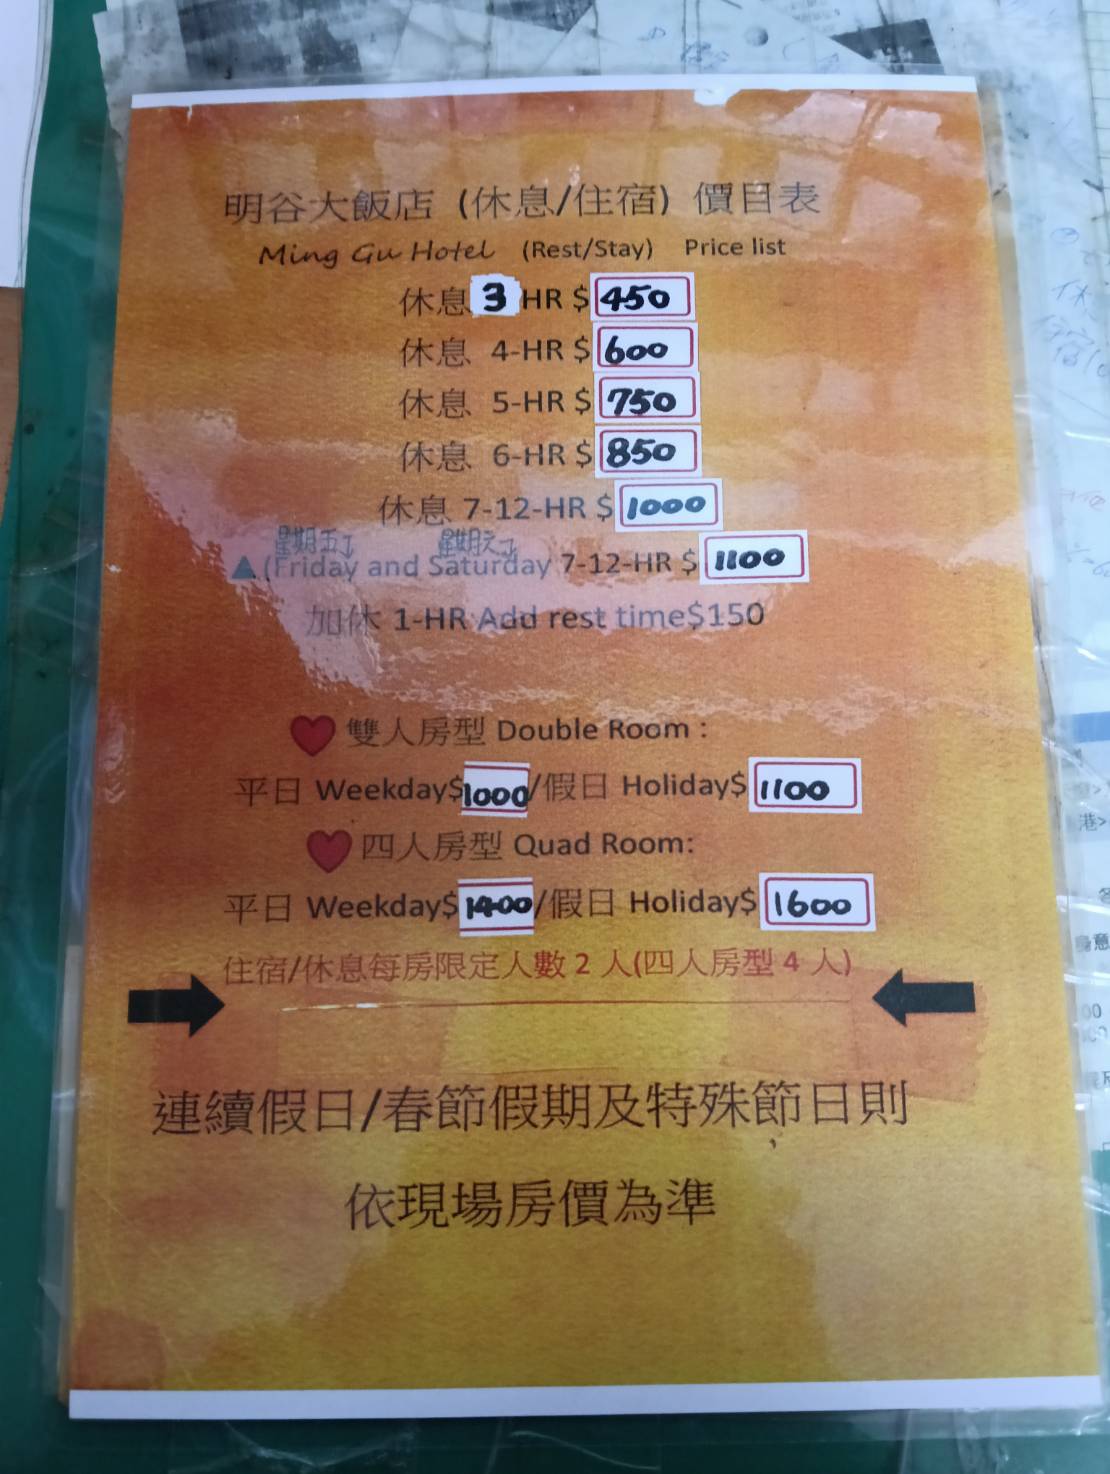 明谷大飯店 (休息/住宿) 價目表
Ming Gu Hotel (Rest/Stay) Price list
休息 3 HR $ 450
休息 4-HR $ 600
休息 5-HR $ 750
休息 6-HR $ 850
休息 7-12-HR $ 1000
星期五 星期六
▲(Friday and Saturday 7-12-HR $ 1100
加休 1-HR Add rest time$150
❤ 雙人房型 Double Room :
平日 Weekday$1000/假日 Holiday$ 1100
❤ 四人房型 Quad Room:
平日 Weekday$1400/假日 Holiday$ 1600
住宿/休息每房限定人數 2 人(四人房型 4 人)
連續假日/春節假期及特殊節日則
依現場房價為準